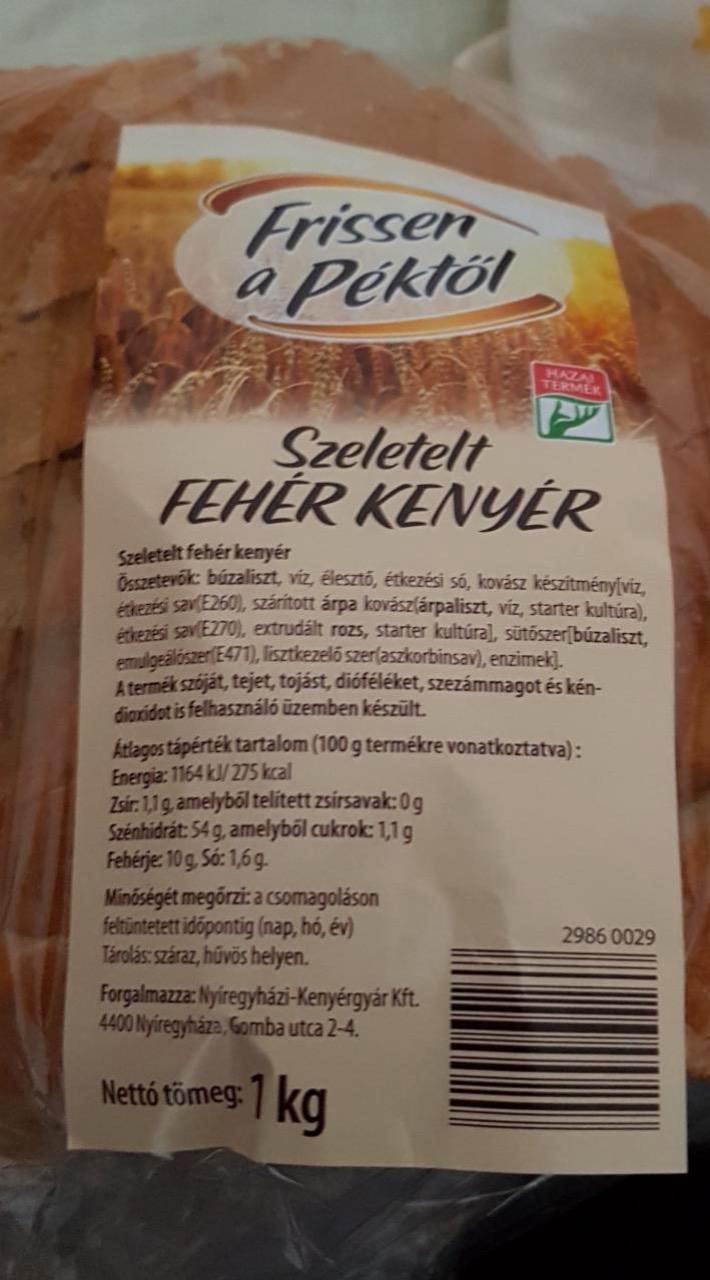 Frissen
a Péktől
HAZAI
TERMÉK
Szeletelt
FEHÉR KENYÉR
Szeletelt fehér kenyér
Összetevők: búzaliszt, víz, élesztő, étkezési só, kovász készítmény[víz,
étkezési sav(E260), szárított árpa kovász(árpaliszt, víz, starter kultúra),
étkezési sav(E270), extrudált rozs, starter kultúra], sütőszer[búzaliszt,
emulgeálószer(E471), lisztkezelő szer(aszkorbinsav), enzimek].
A termék szóját, tejet, tojást, dióféléket, szezámmagot és kén-
dioxidot is felhasználó üzemben készült.
Átlagos tápérték tartalom (100 g termékre vonatkoztatva) :
Energia: 1164 kJ/ 275 kcal
Zsír: 1,1 g, amelyből telített zsírsavak: 0 g
Szénhidrát: 54 g, amelyből cukrok: 1,1 g
Fehérje: 10 g, Só: 1,6 g.
Minőségét megőrzi: a csomagoláson
feltüntetett időpontig (nap, hó, év)
Tárolás: száraz, hűvös helyen.
Forgalmazza: Nyíregyházi-Kenyérgyár Kft.
4400 Nyíregyháza, Gomba utca 2-4.
2986 0029
Nettó tömeg: 1 kg